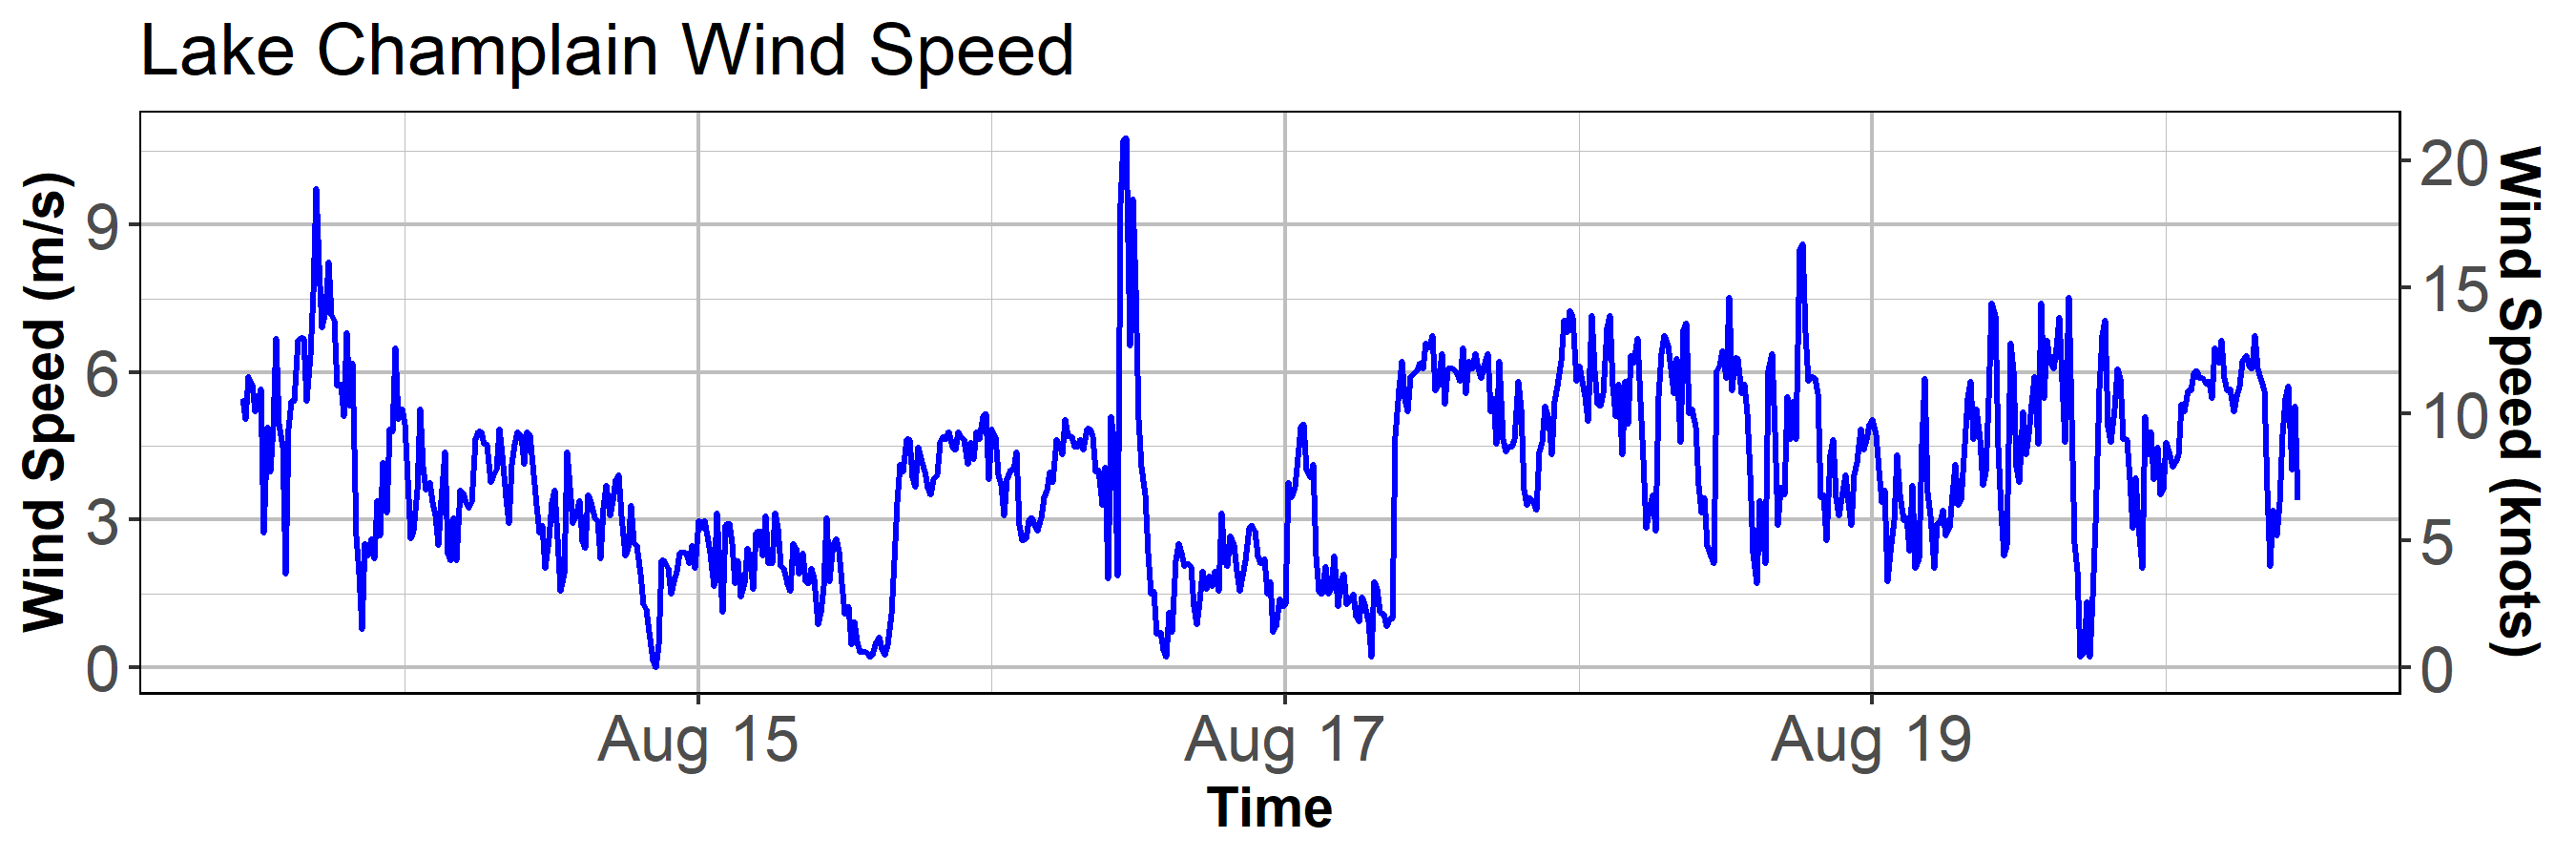 Lake Champlain Wind Speed
Wind Speed (m/s)
9
6
3
0
20
15
10
5
0
Wind Speed (knots)
Aug 15
Aug 17
Aug 19
Time